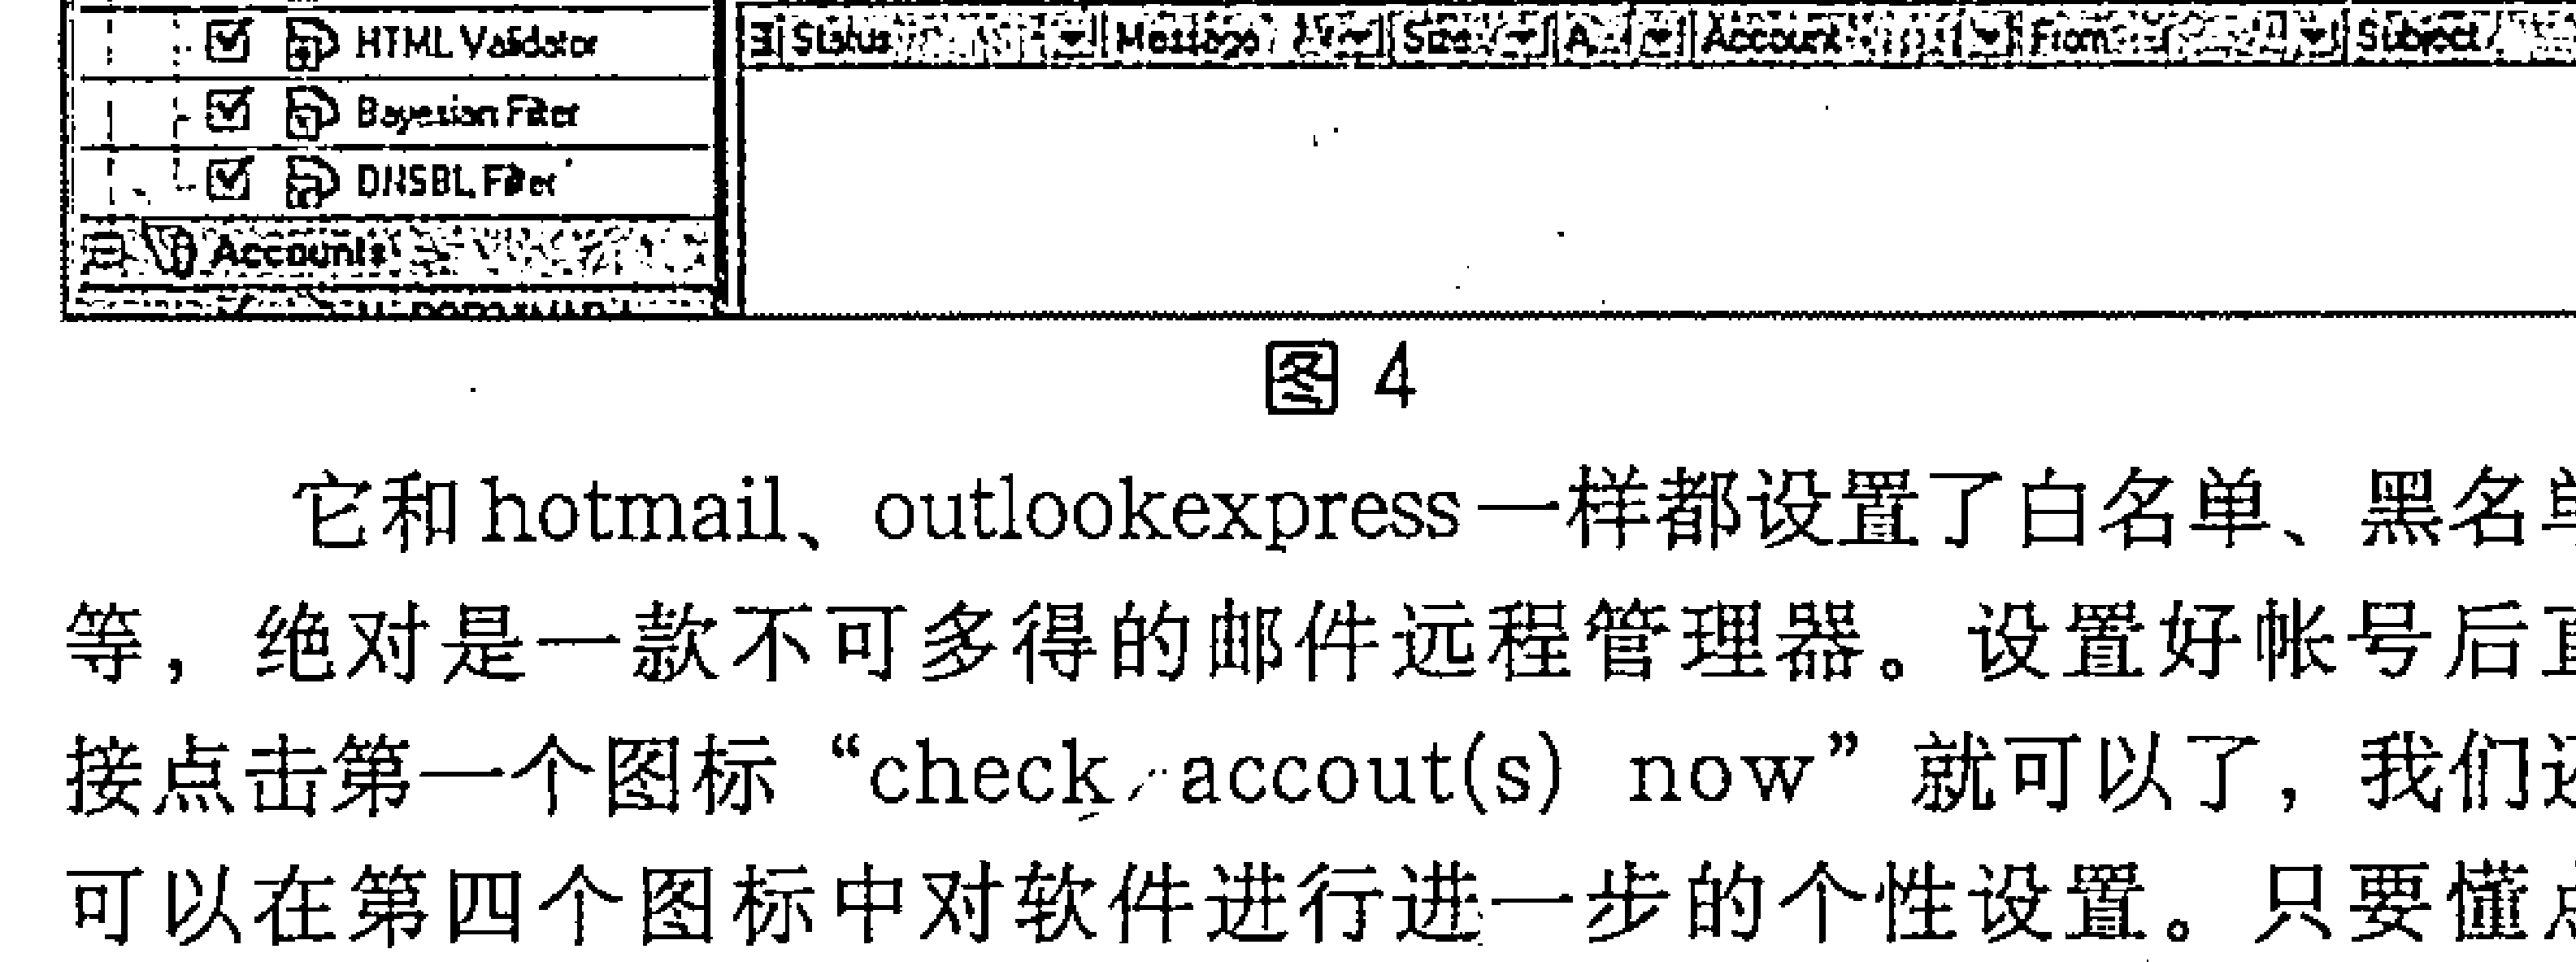 HTML Validator
Status Message Size A Account From Subject
Bayesian Filter
DNSBL Filter
Accounts
图 4
它和hotmail、outlookexpress一样都设置了白名单、黑名单
等，绝对是一款不可多得的邮件远程管理器。设置好帐号后直
接点击第一个图标“check accout(s) now”就可以了，我们还
可以在第四个图标中对软件进行进一步的个性设置。只要懂点